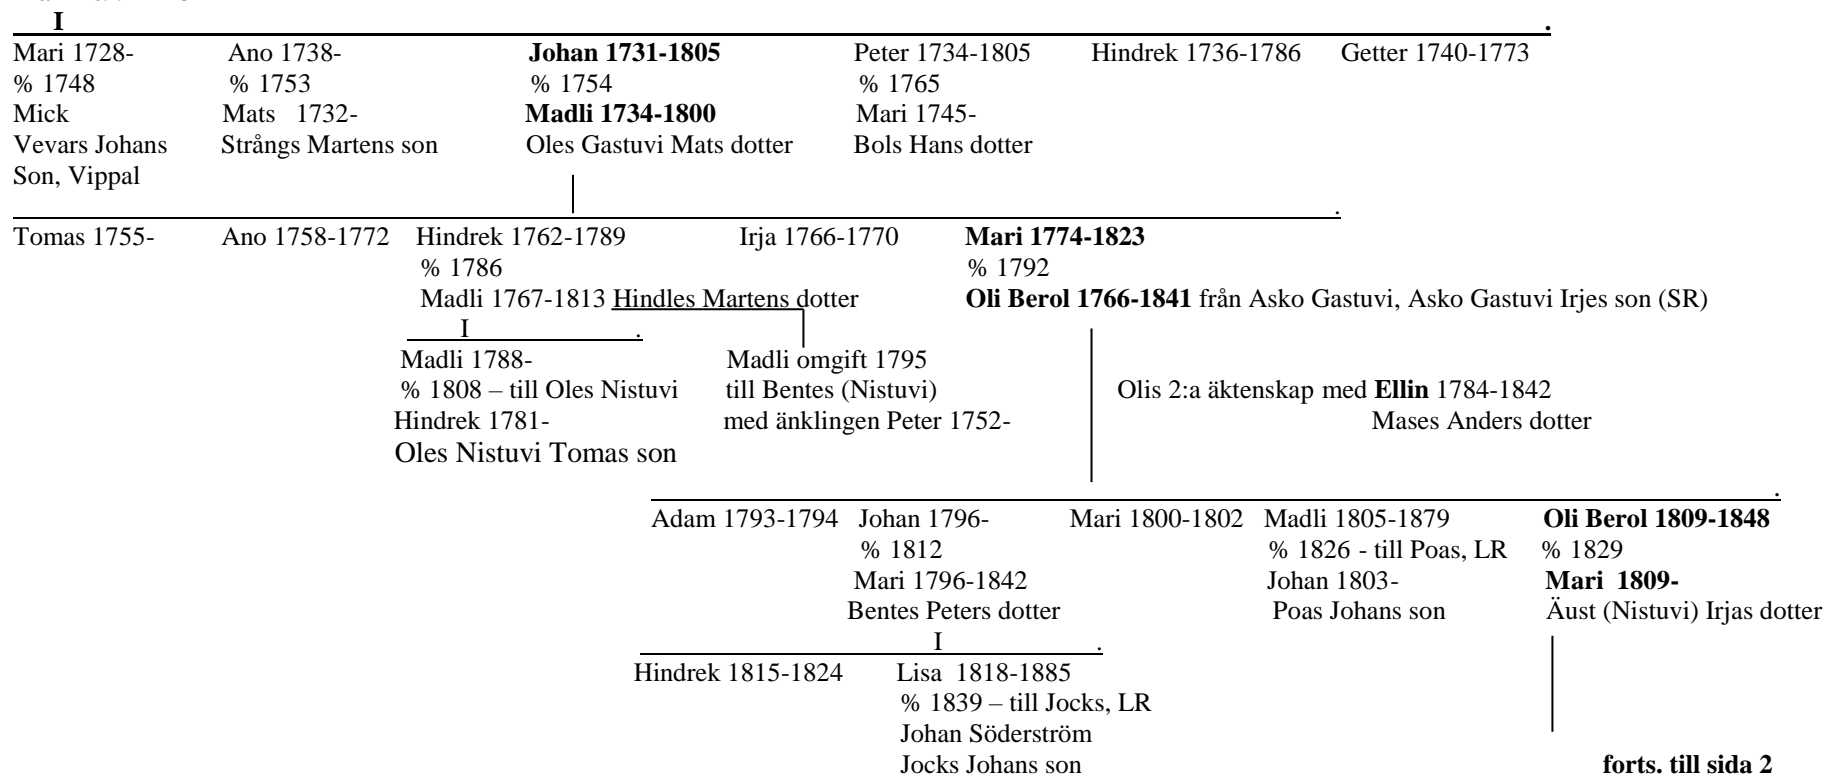 I .
Mari 1728- Ano 1738- Johan 1731-1805 Peter 1734-1805 Hindrek 1736-1786 Getter 1740-1773
% 1748 % 1753 % 1754 % 1765
Mick Mats 1732- Madli 1734-1800 Mari 1745-
Vevars Johans Strångs Martens son Oles Gastuvi Mats dotter Bols Hans dotter
Son, Vippal
.
Tomas 1755- Ano 1758-1772 Hindrek 1762-1789 Irja 1766-1770 Mari 1774-1823
% 1786 % 1792
Madli 1767-1813 Hindles Martens dotter Oli Berol 1766-1841 från Asko Gastuvi, Asko Gastuvi Irjes son (SR)
I .
Madli 1788- Madli omgift 1795
% 1808 – till Oles Nistuvi till Bentes (Nistuvi) Olis 2:a äktenskap med Ellin 1784-1842
Hindrek 1781- med änklingen Peter 1752- Mases Anders dotter
Oles Nistuvi Tomas son
.
Adam 1793-1794 Johan 1796- Mari 1800-1802 Madli 1805-1879 Oli Berol 1809-1848
% 1812 % 1826 - till Poas, LR % 1829
Mari 1796-1842 Johan 1803- Mari 1809-
Bentes Peters dotter Poas Johans son Äust (Nistuvi) Irjas dotter
I .
Hindrek 1815-1824 Lisa 1818-1885
% 1839 – till Jocks, LR
Johan Söderström
Jocks Johans son forts. till sida 2